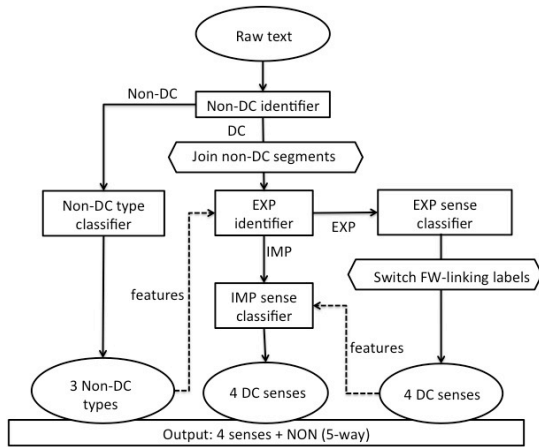 Raw text
Non-DC
Non-DC identifier
DC
Join non-DC segments
Non-DC type
classifier
EXP
identifier
EXP
EXP sense
classifier
IMP
Switch FW-linking labels
features
IMP sense
classifier
features
3 Non-DC
types
4 DC senses
4 DC senses
Output: 4 senses + NON (5-way)